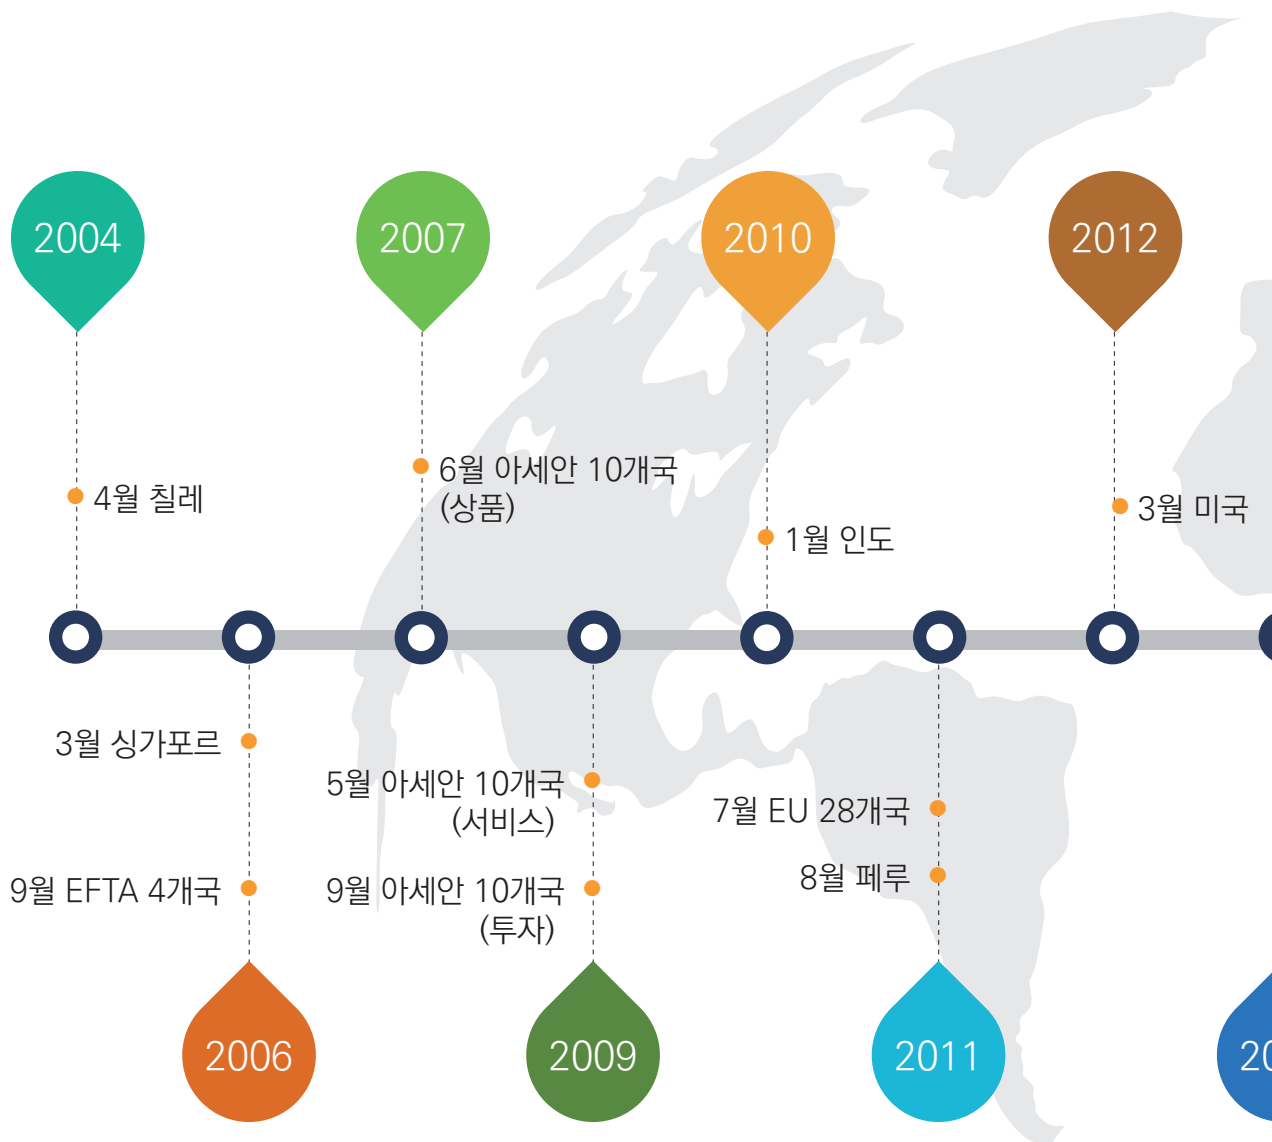 2004
4월 칠레
3월 싱가포르
9월 EFTA 4개국
2006
2007
6월 아세안 10개국
(상품)
5월 아세안 10개국
(서비스)
9월 아세안 10개국
(투자)
2009
2010
1월 인도
7월 EU 28개국
8월 페루
2011
2012
3월 미국